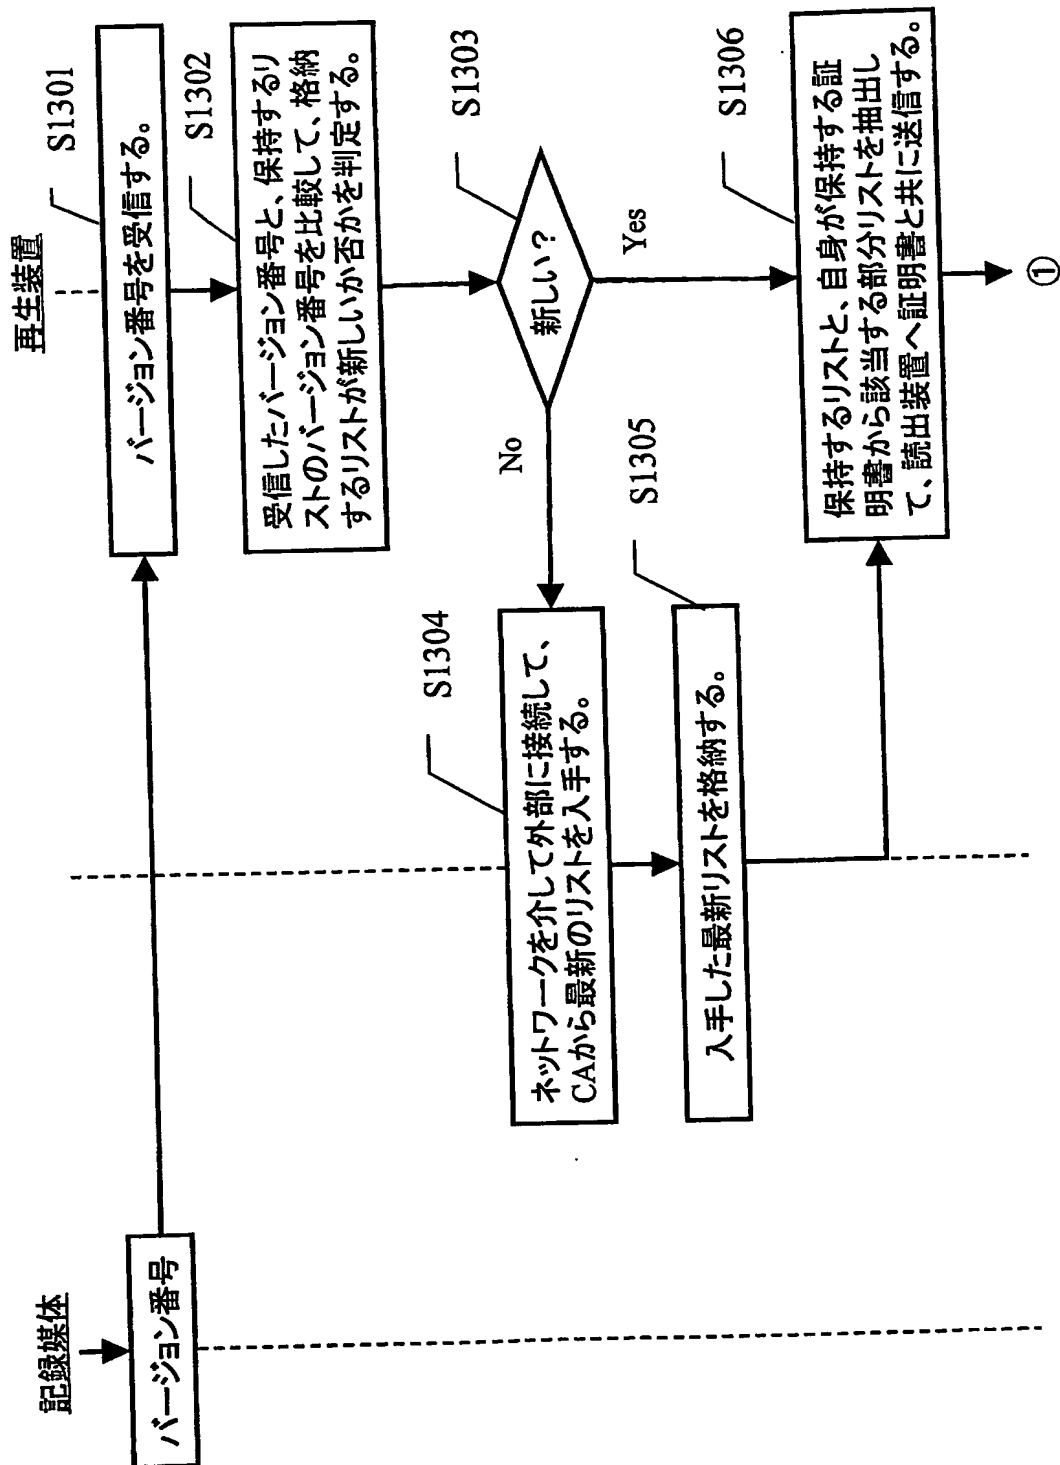 記録媒体
再生装置
バージョン番号
S1301
バージョン番号を受信する。
S1302
受信したバージョン番号と、保持するリ
ストのバージョン番号を比較して、格納
するリストが新しいか否かを判定する。
S1303
新しい?
No
Yes
S1304
ネットワークを介して外部に接続して、
CAから最新のリストを入手する。
S1305
入手した最新リストを格納する。
S1306
保持するリストと、自身が保持する証
明書から該当する部分リストを抽出し
て、読出装置へ証明書と共に送信する。
①